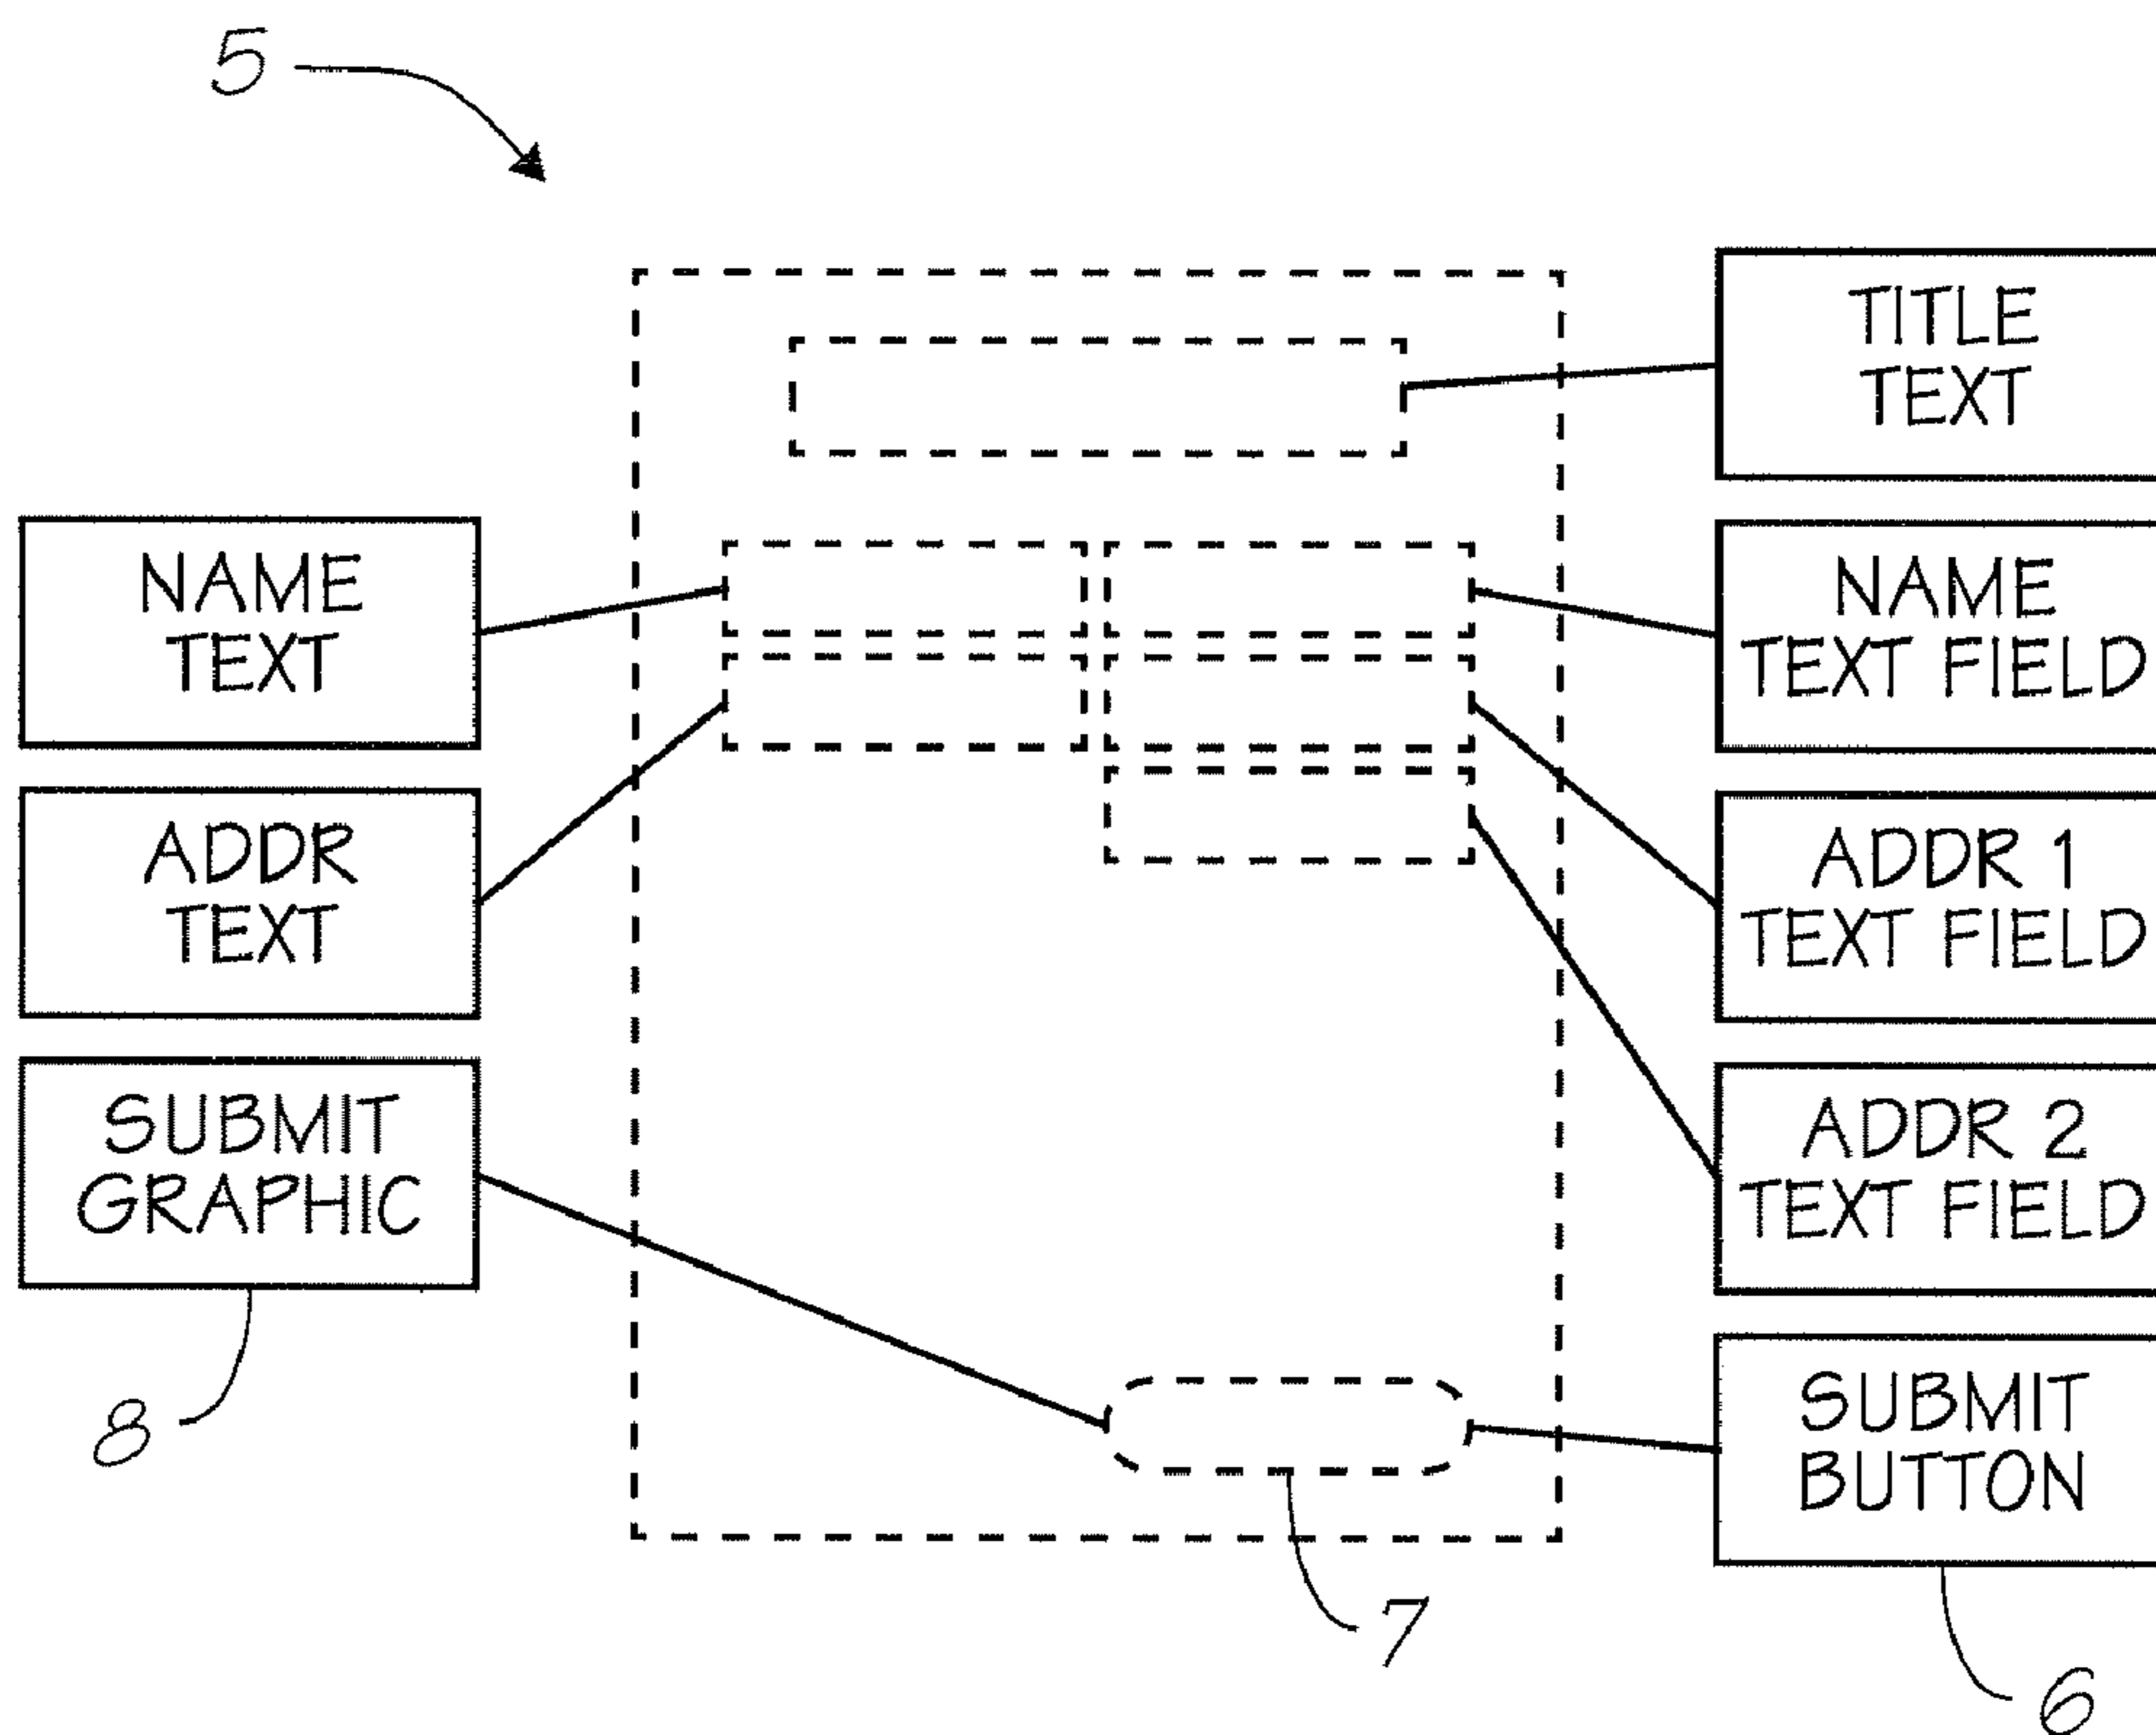 5
TITLE
TEXT
NAME
TEXT
NAME
TEXT FIELD
ADDR
TEXT
ADDR 1
TEXT FIELD
SUBMIT
GRAPHIC
ADDR 2
TEXT FIELD
8
SUBMIT
BUTTON
7
6